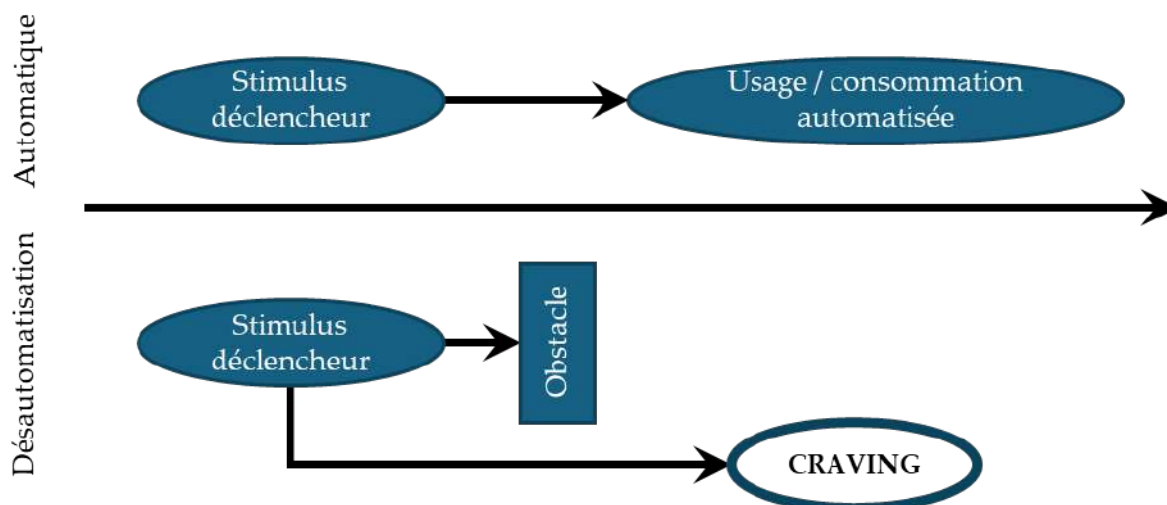 Automatique
Stimulus
déclencheur
Usage / consommation
automatisée
Désautomatisation
Stimulus
déclencheur
Obstacle
CRAVING